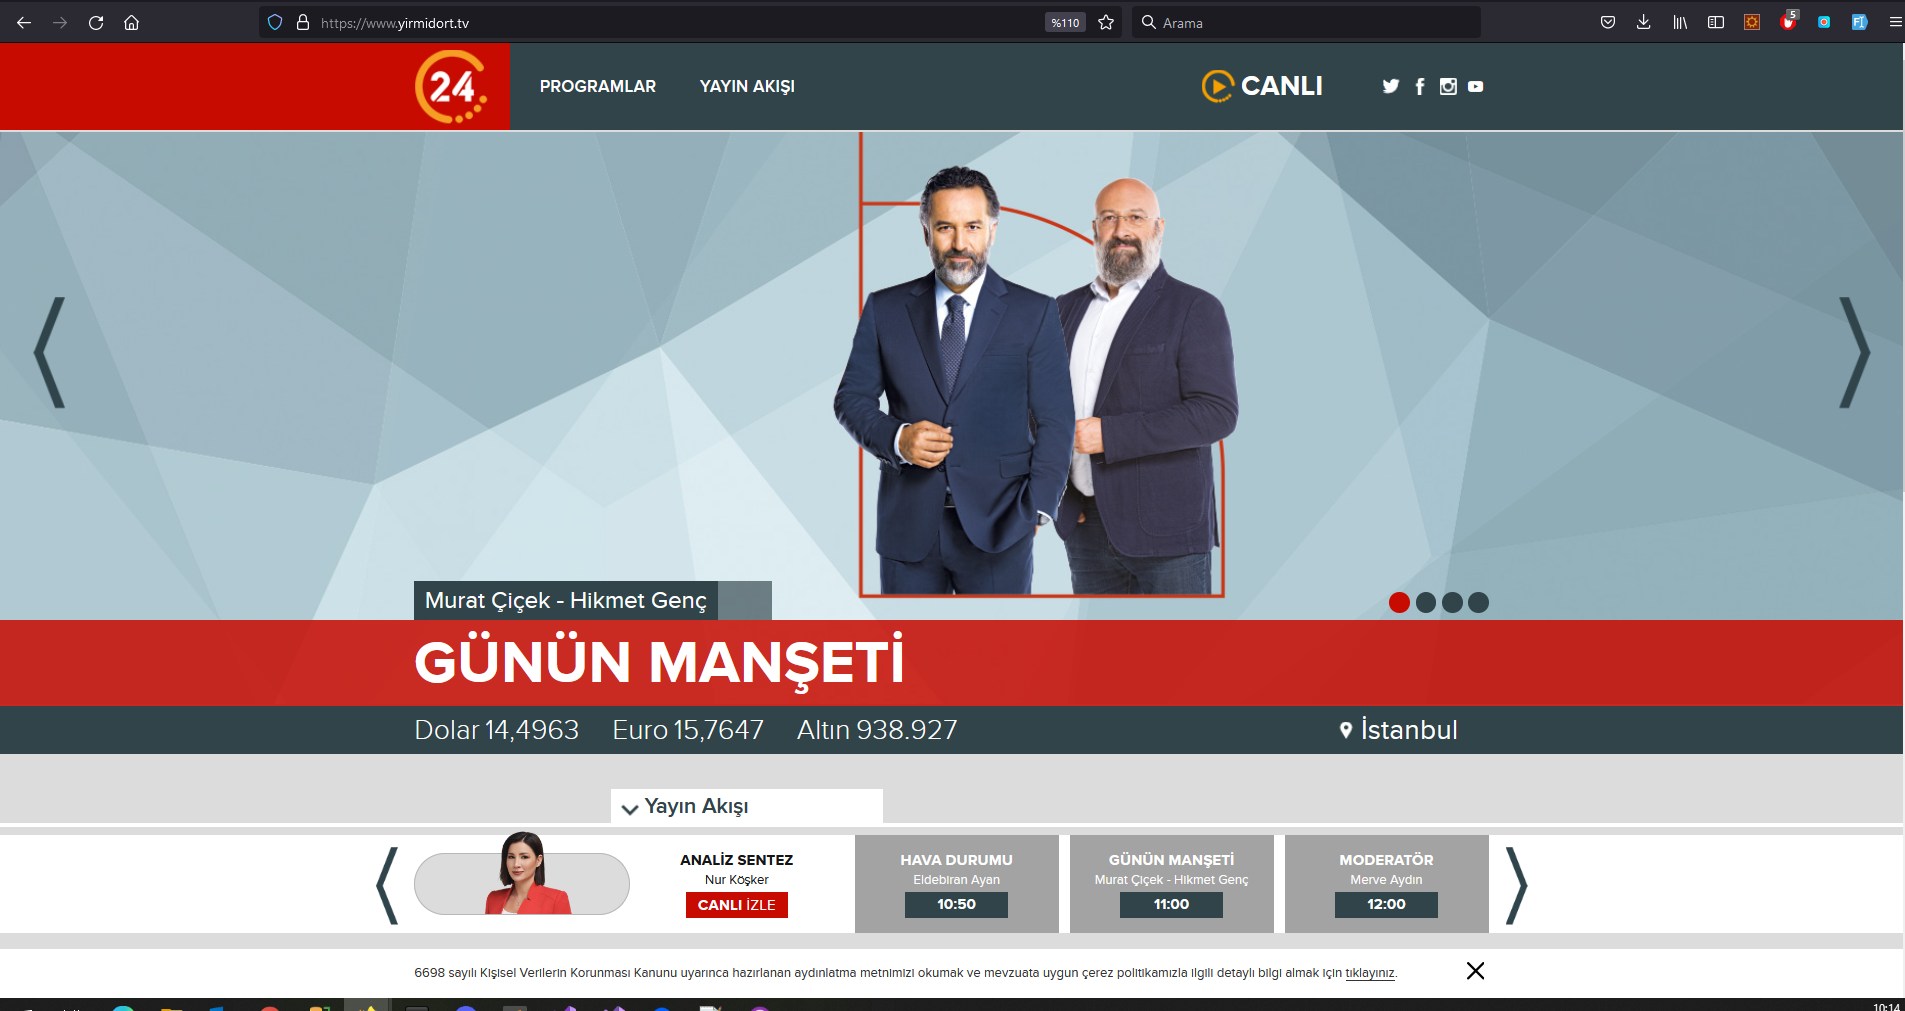 https://www.yirmidort.tv
%110
Arama
5
24
PROGRAMLAR
YAYIN AKIŞI
CANLI
Murat Çiçek - Hikmet Genç
GÜNÜN MANŞETİ
Dolar 14,4963 Euro 15,7647 Altın 938.927
İstanbul
Yayın Akışı
ANALİZ SENTEZ
Nur Köşker
CANLI İZLE
HAVA DURUMU
Eldebiran Ayan
10:50
GÜNÜN MANŞETİ
Murat Çiçek - Hikmet Genç
11:00
MODERATÖR
Merve Aydın
12:00
6698 sayılı Kişisel Verilerin Korunması Kanunu uyarınca hazırlanan aydınlatma metnimizi okumak ve mevzuata uygun çerez politikamızla ilgili detaylı bilgi almak için tıklayınız.
10:14